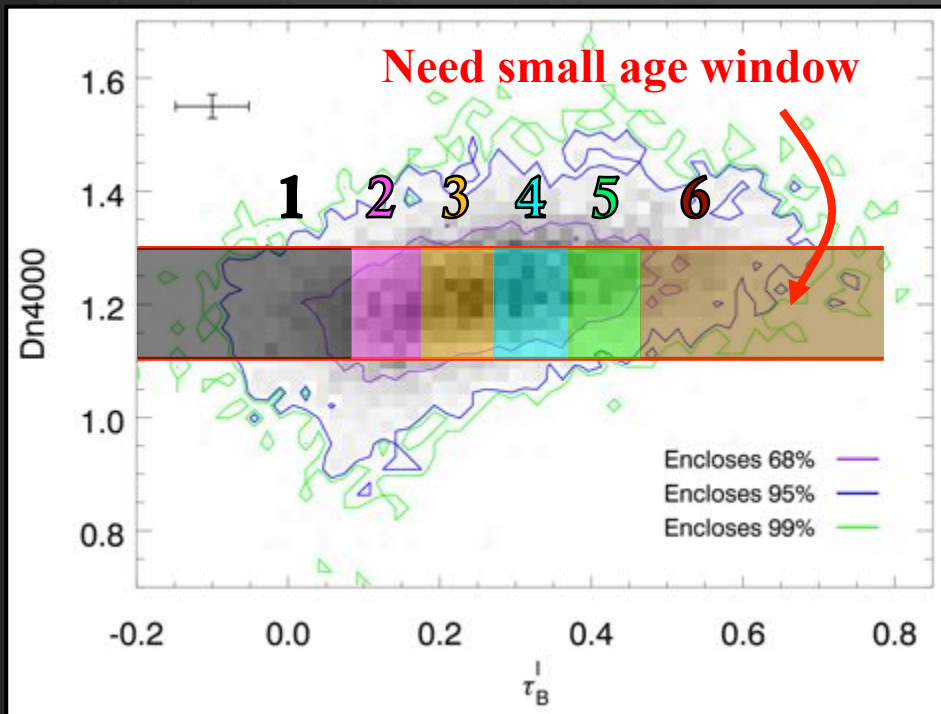 Need small age window
1 2 3 4 5 6
1.6
1.4
1.2
1.0
0.8
Dn4000
Encloses 68%
Encloses 95%
Encloses 99%
-0.2 0.0 0.2 0.4 0.6 0.8
τ_B^l